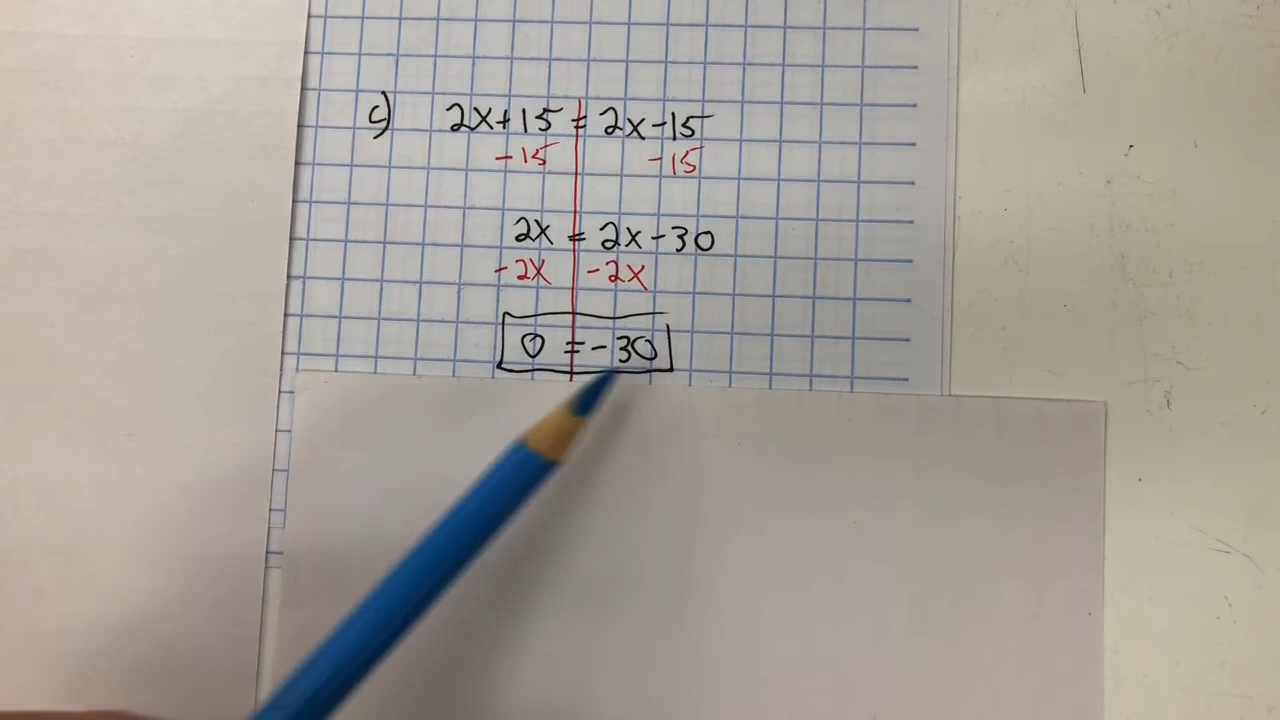 c) 2x+15 = 2x-15
-15 -15
2x = 2x-30
-2x -2x
0 = -30